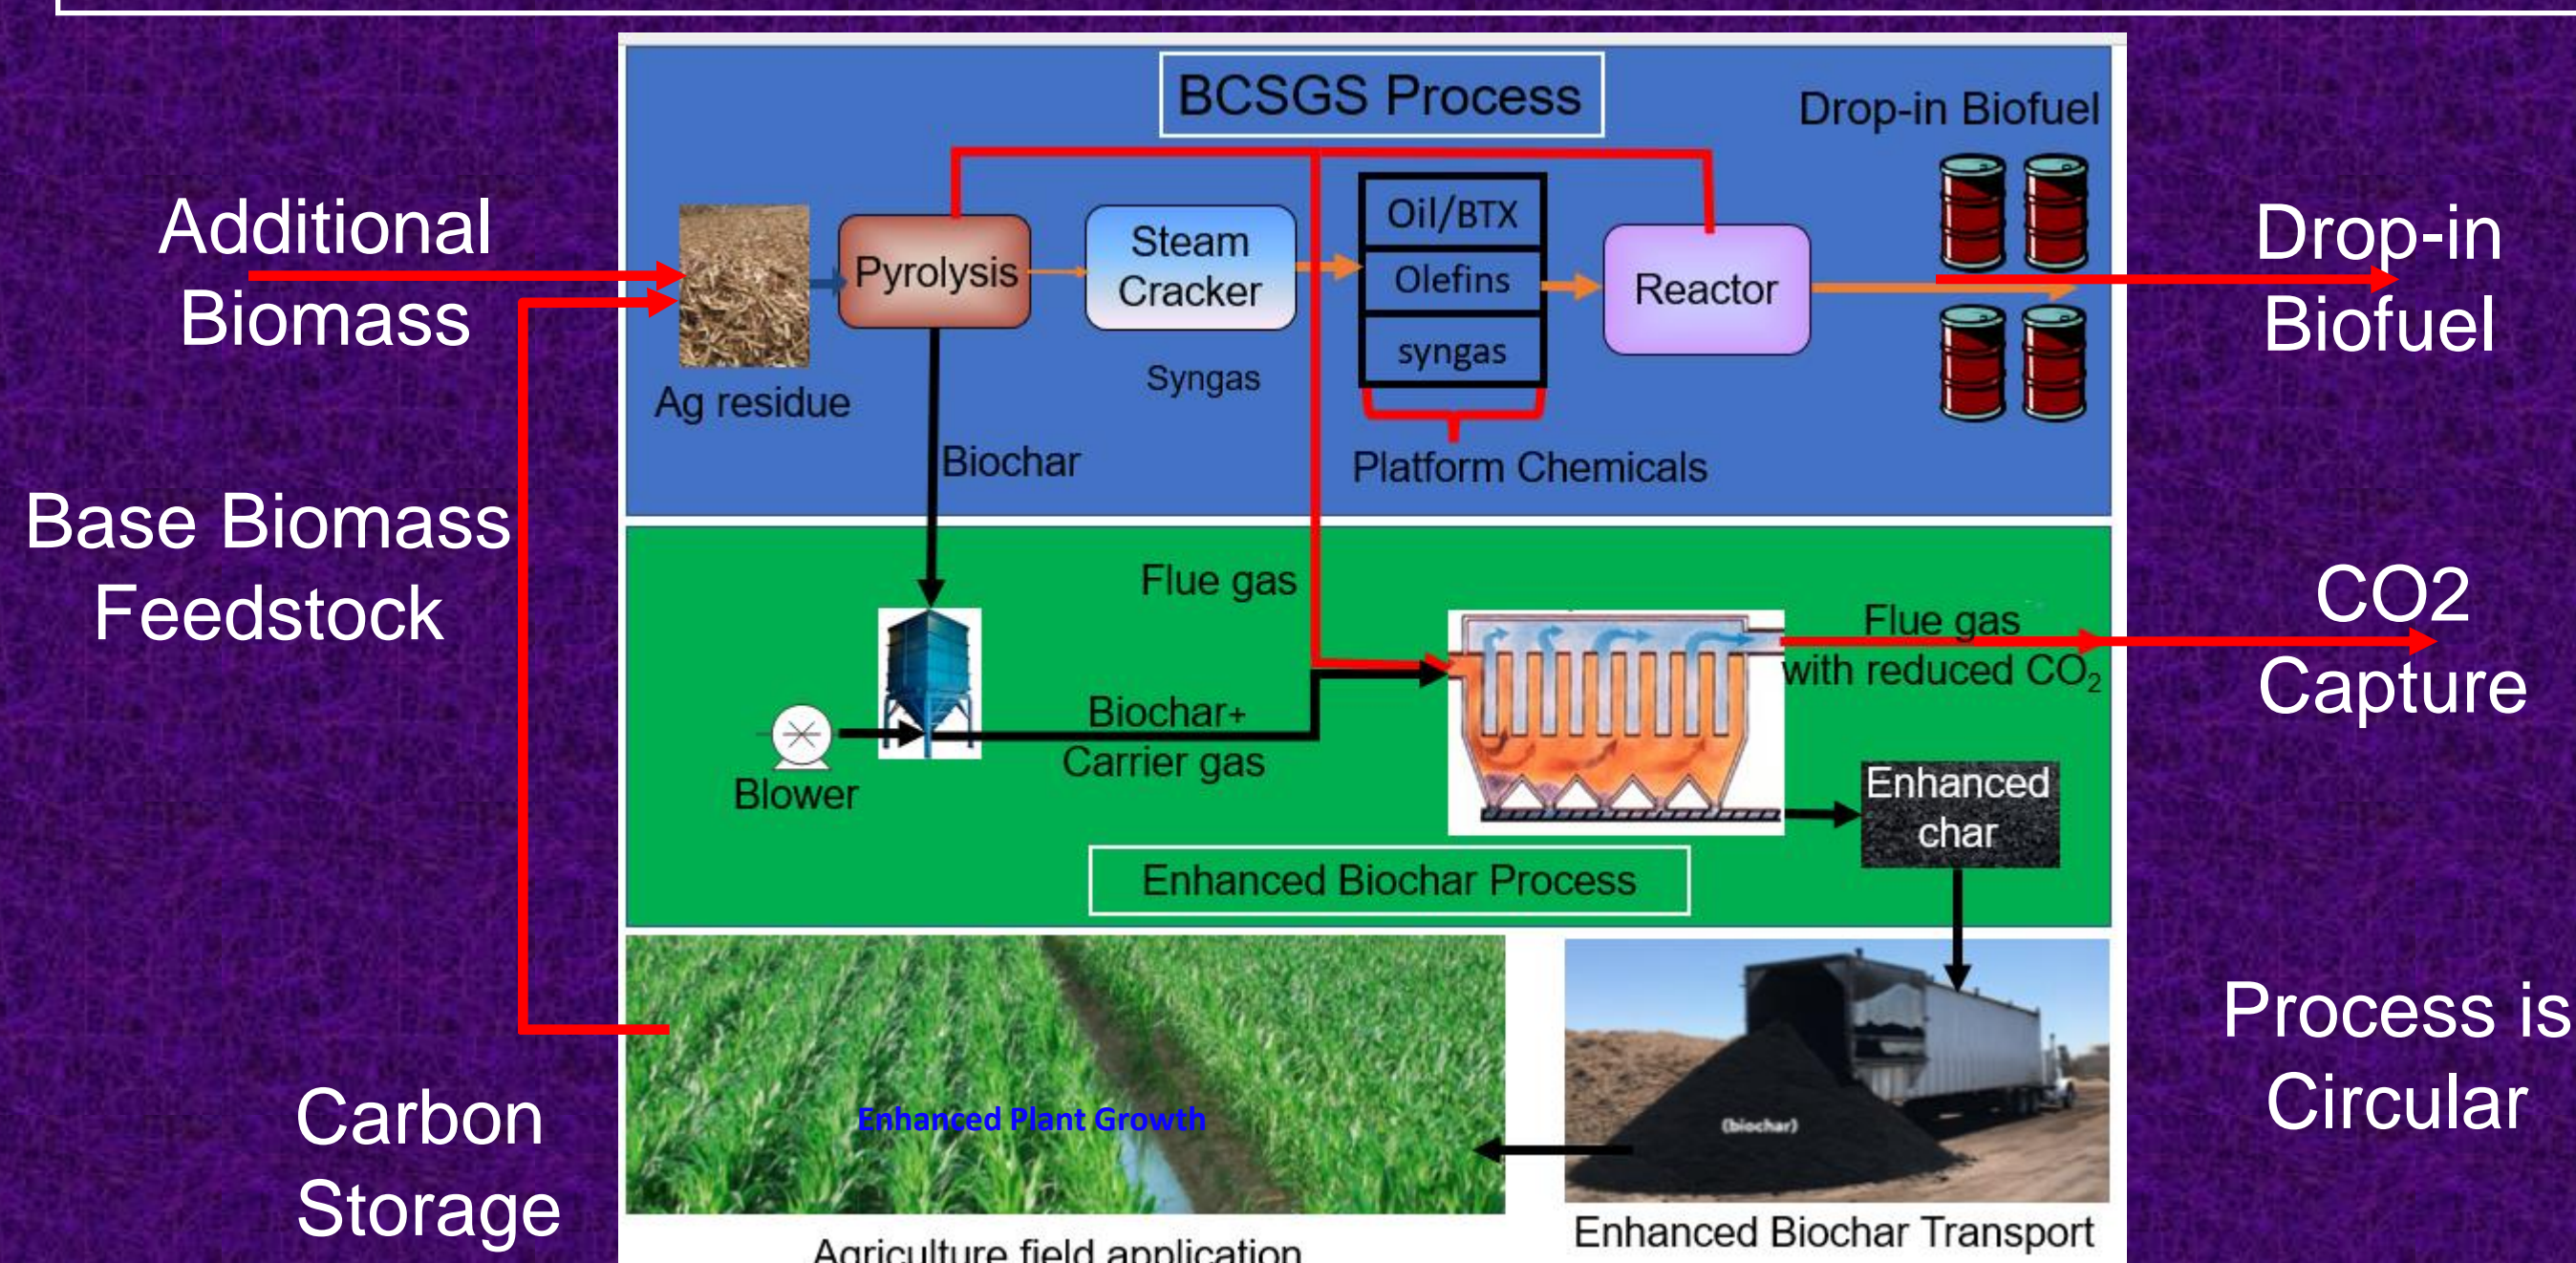 BCSGS Process
Drop-in Biofuel
Additional
Biomass
Ag residue
Pyrolysis
Steam
Cracker
Syngas
Oil/BTX
Olefins
syngas
Reactor
Platform Chemicals
Biochar
Drop-in
Biofuel
Base Biomass
Feedstock
Flue gas
Biochar+
Carrier gas
Blower
Flue gas
with reduced CO₂
CO2
Capture
Enhanced
char
Enhanced Biochar Process
Enhanced Plant Growth
(biochar)
Process is
Circular
Carbon
Storage
Agriculture field application
Enhanced Biochar Transport